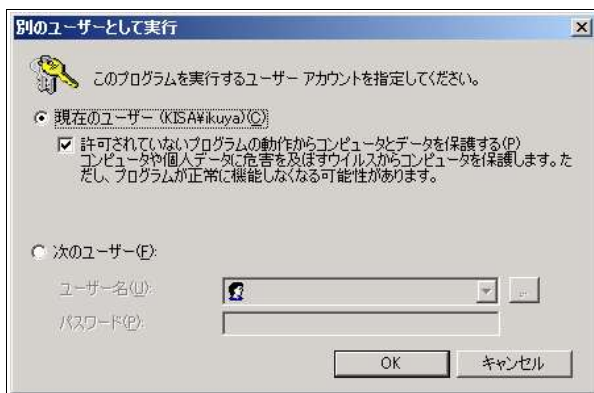 別のユーザーとして実行
このプログラムを実行するユーザー アカウントを指定してください。
現在のユーザー (KISA¥ikuya)(C)
許可されていないプログラムの動作からコンピュータとデータを保護する(P)
コンピュータや個人データに危害を及ぼすウイルスからコンピュータを保護します。た
だし、プログラムが正常に機能しなくなる可能性があります。
次のユーザー(F):
ユーザー名(U):
...
パスワード(P):
OK
キャンセル